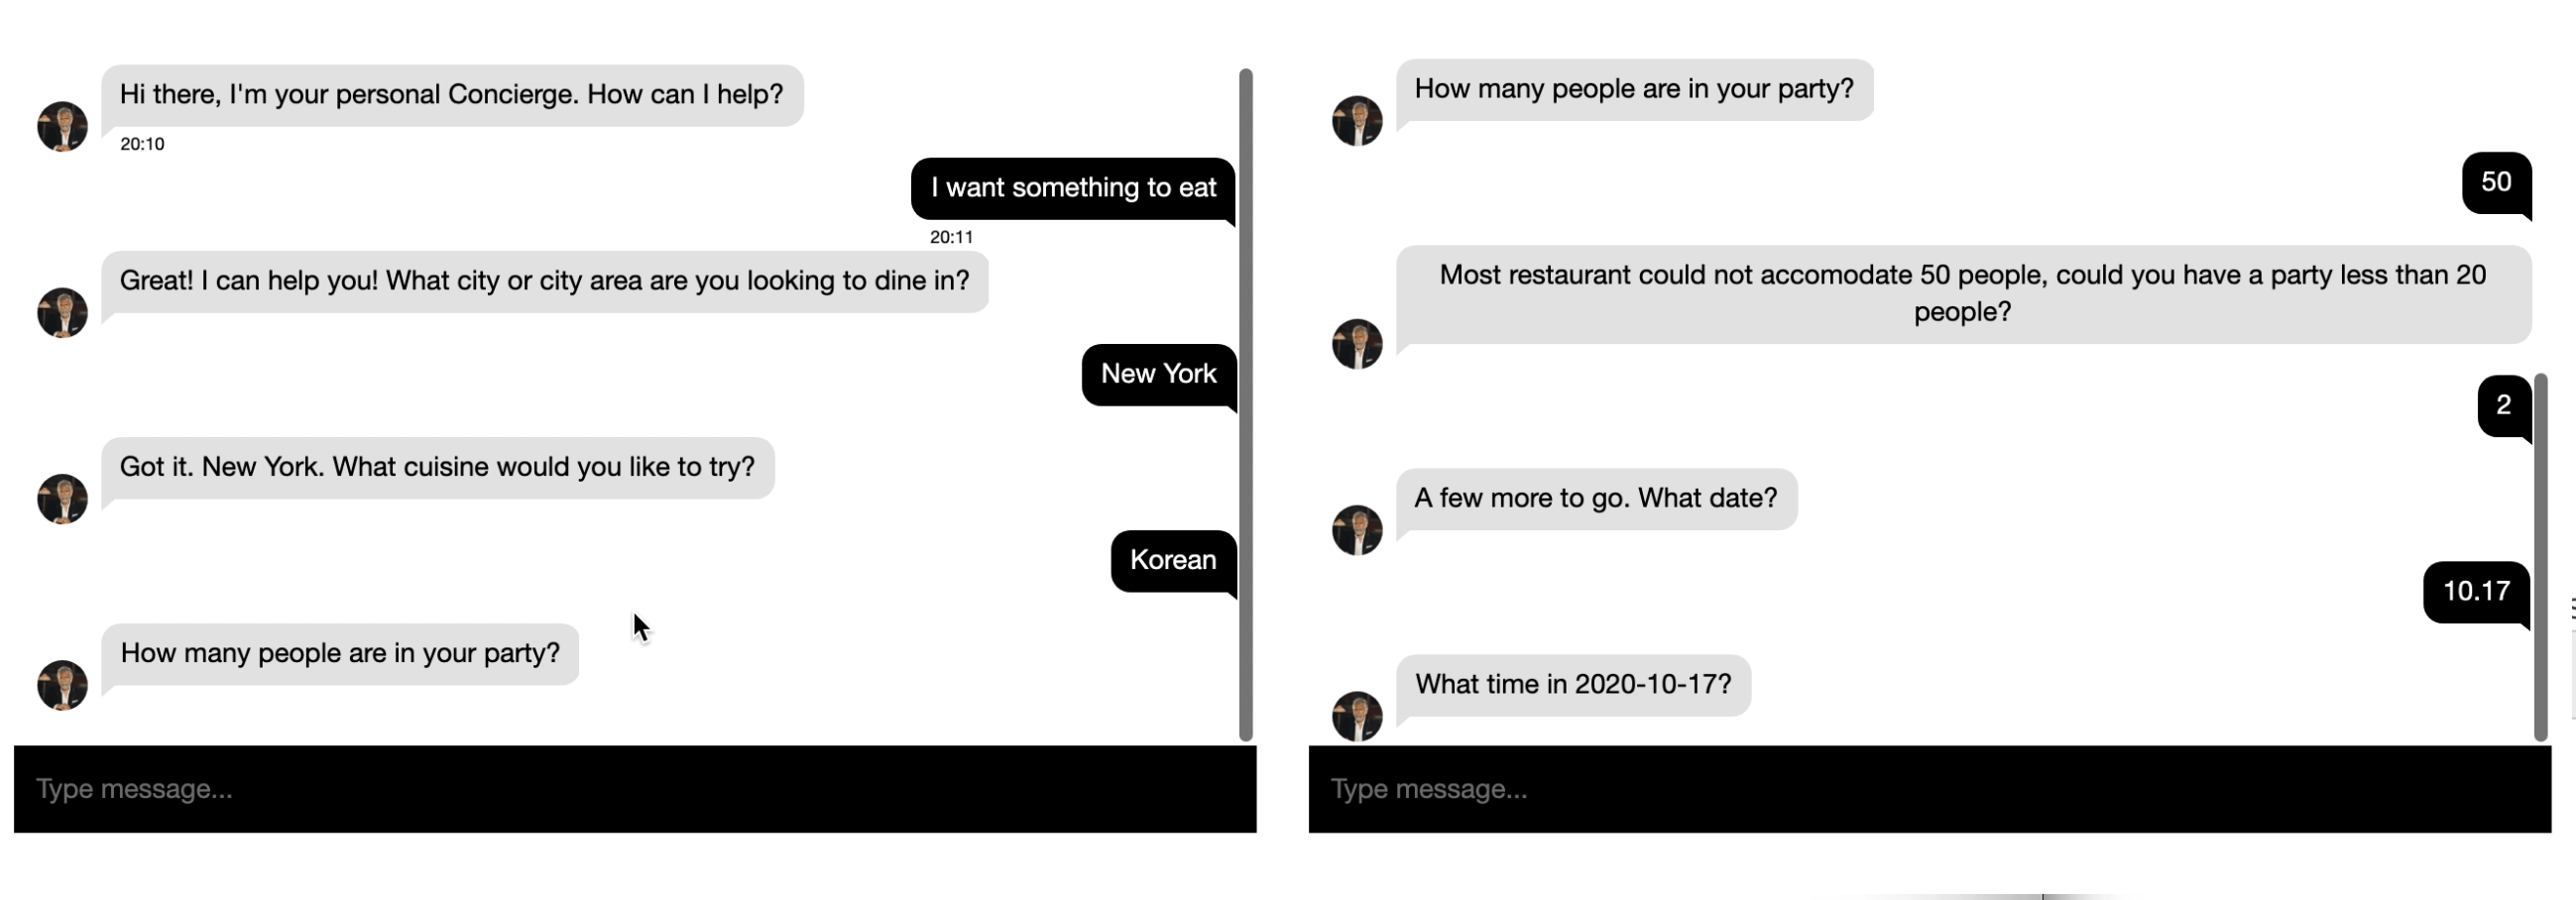 Hi there, I'm your personal Concierge. How can I help?
20:10
I want something to eat
20:11
Great! I can help you! What city or city area are you looking to dine in?
New York
Got it. New York. What cuisine would you like to try?
Korean
How many people are in your party?
Type message...
How many people are in your party?
50
Most restaurant could not accomodate 50 people, could you have a party less than 20
people?
2
A few more to go. What date?
10.17
What time in 2020-10-17?
Type message...